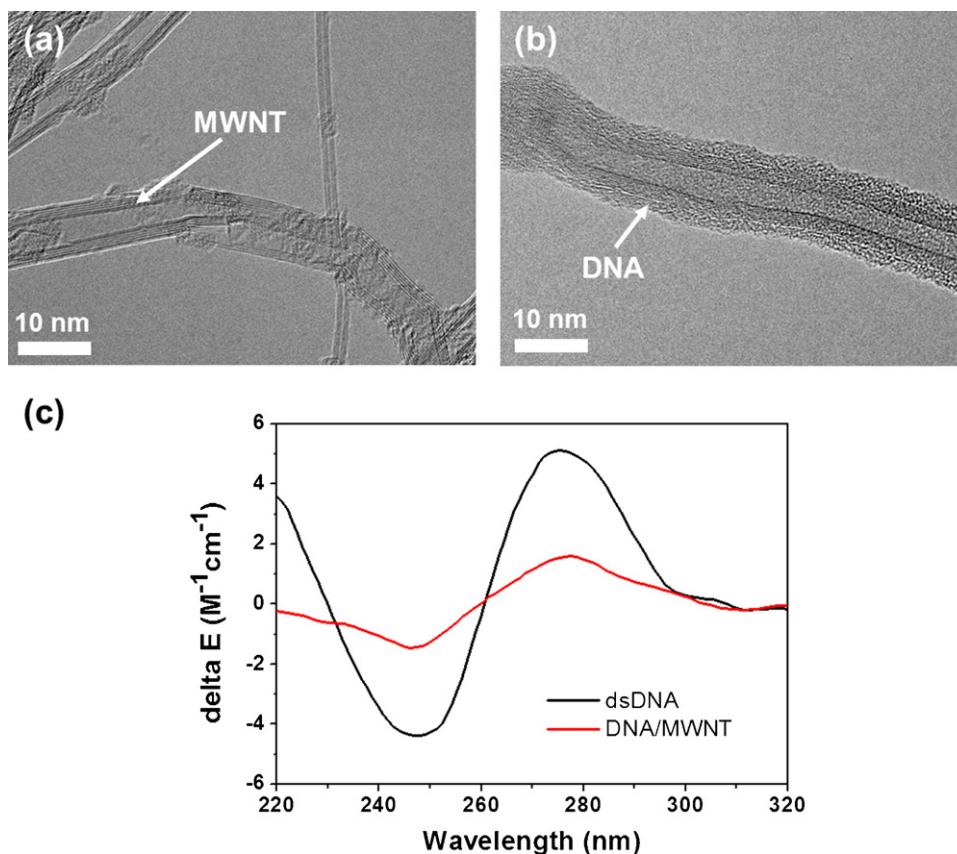 (a)
MWNT
10 nm
(b)
DNA
10 nm
(c)
6
4
2
0
-2
-4
-6
220
240
260
280
300
320
delta E (M⁻¹cm⁻¹)
Wavelength (nm)
dsDNA
DNA/MWNT